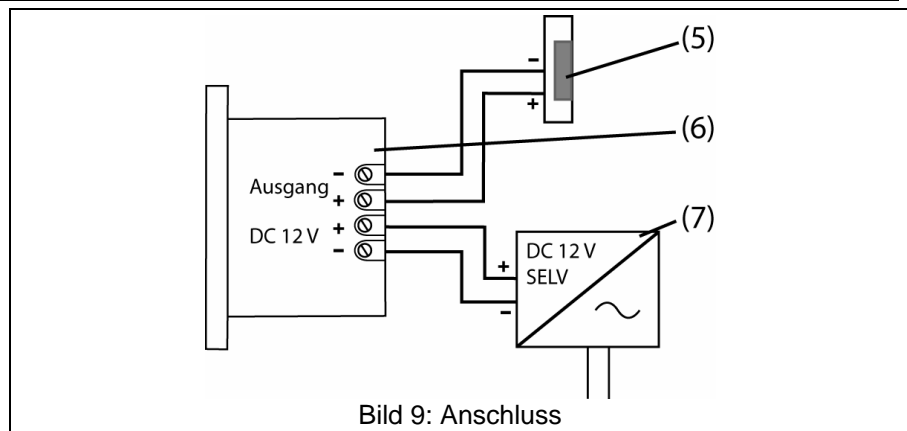 (5)
-
+
(6)
-
Ausgang
+
DC 12 V
+
-
(7)
DC 12 V
SELV
+
-
Bild 9: Anschluss